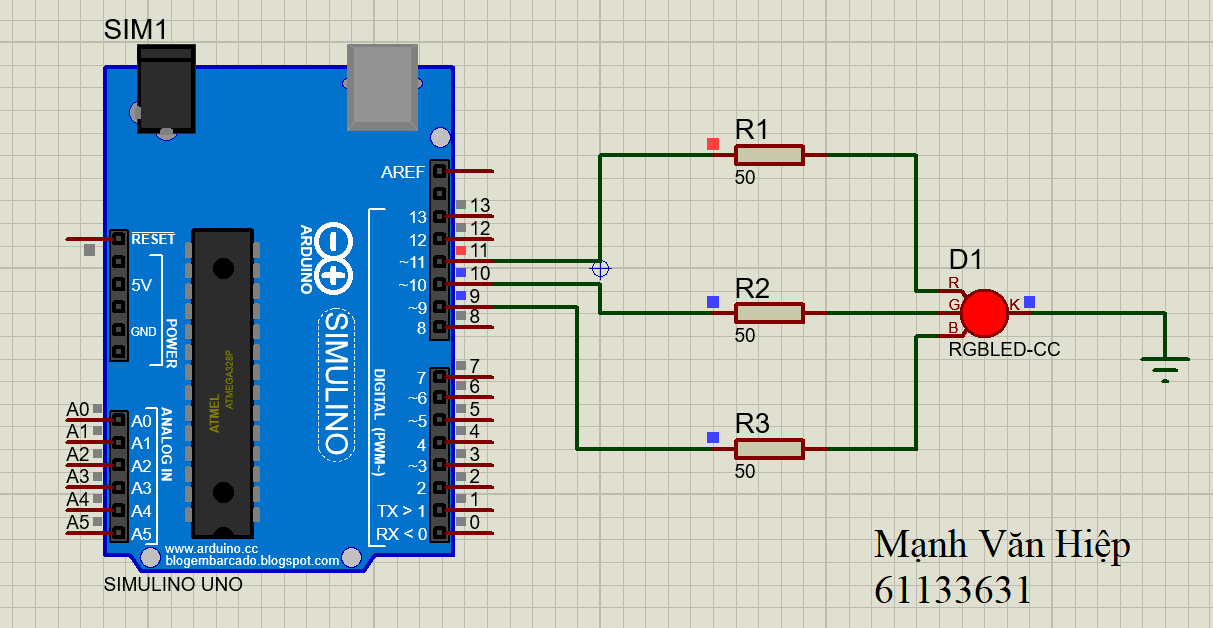 SIM1
AREF
13 13
12 12
~11 11
~10 10
~9 9
8 8
7 7
~6 6
~5 5
4 4
~3 3
2 2
TX > 1 1
RX < 0 0
RESET
5V
GND
POWER
A0 A0
A1 A1
A2 A2
A3 A3
A4 A4
A5 A5
ANALOG IN
ATMEL
ATMEGA328P
ARDUINO
SIMULINO
DIGITAL (PWM~)
www.arduino.cc
blogembarcado.blogspot.com
SIMULINO UNO
R1
50
R2
50
R3
50
D1
R
G
B
K
RGBLED-CC
Mạnh Văn Hiệp
61133631